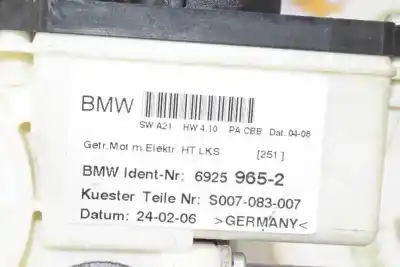 BMW
SW A21 HW 4.10 PA CBB Dat. 04-06
Getr.Mot m Elektr. HT LKS [251]
BMW Ident-Nr: 6925 965-2
Kuester Teile Nr: S007-083-007
Datum: 24-02-06 >GERMANY<